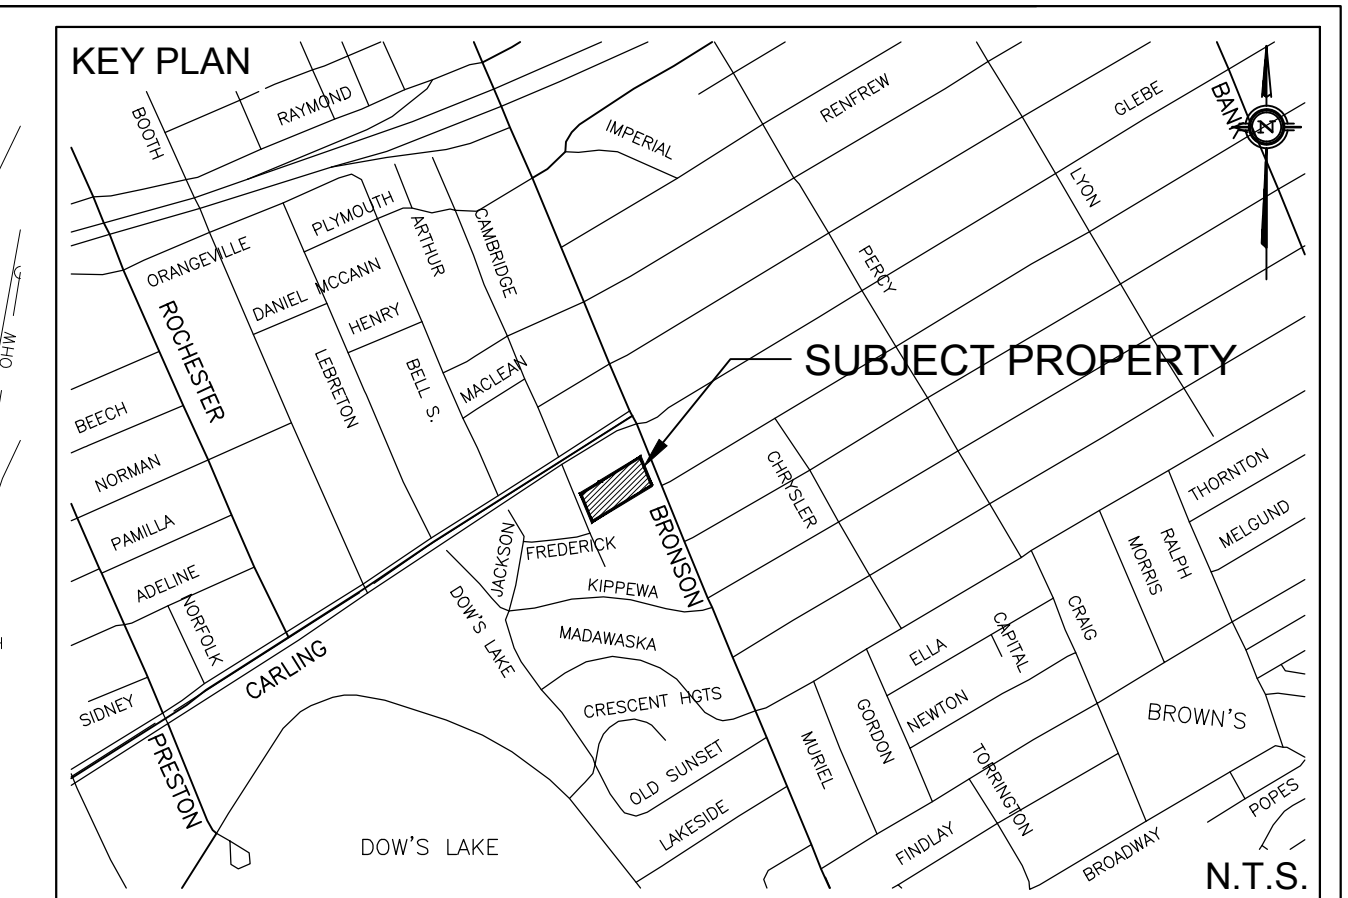 KEY PLAN
BOOTH
RAYMOND
IMPERIAL
RENFREW
GLEBE
BANK
N
LYON
PLYMOUTH
ARTHUR
CAMBRIDGE
ORANGEVILLE
DANIEL MCCANN
HENRY
PERCY
OHW
ROCHESTER
LEBRETON
BELL S.
MACLEAN
SUBJECT PROPERTY
BEECH
NORMAN
CHRYSLER
THORNTON
MELGUND
PAMILLA
JACKSON
FREDERICK
BRONSON
MORRIS
RALPH
ADELINE
NORFOLK
KIPPEWA
DOW'S LAKE
MADAWASKA
CRAIG
CAPITAL
ELLA
CARLING
SIDNEY
CRESCENT HGTS
GORDON
NEWTON
BROWN'S
PRESTON
MURIEL
OLD SUNSET
TORRINGTON
LAKESIDE
DOW'S LAKE
FINDLAY
BROADWAY
POPES
N.T.S.